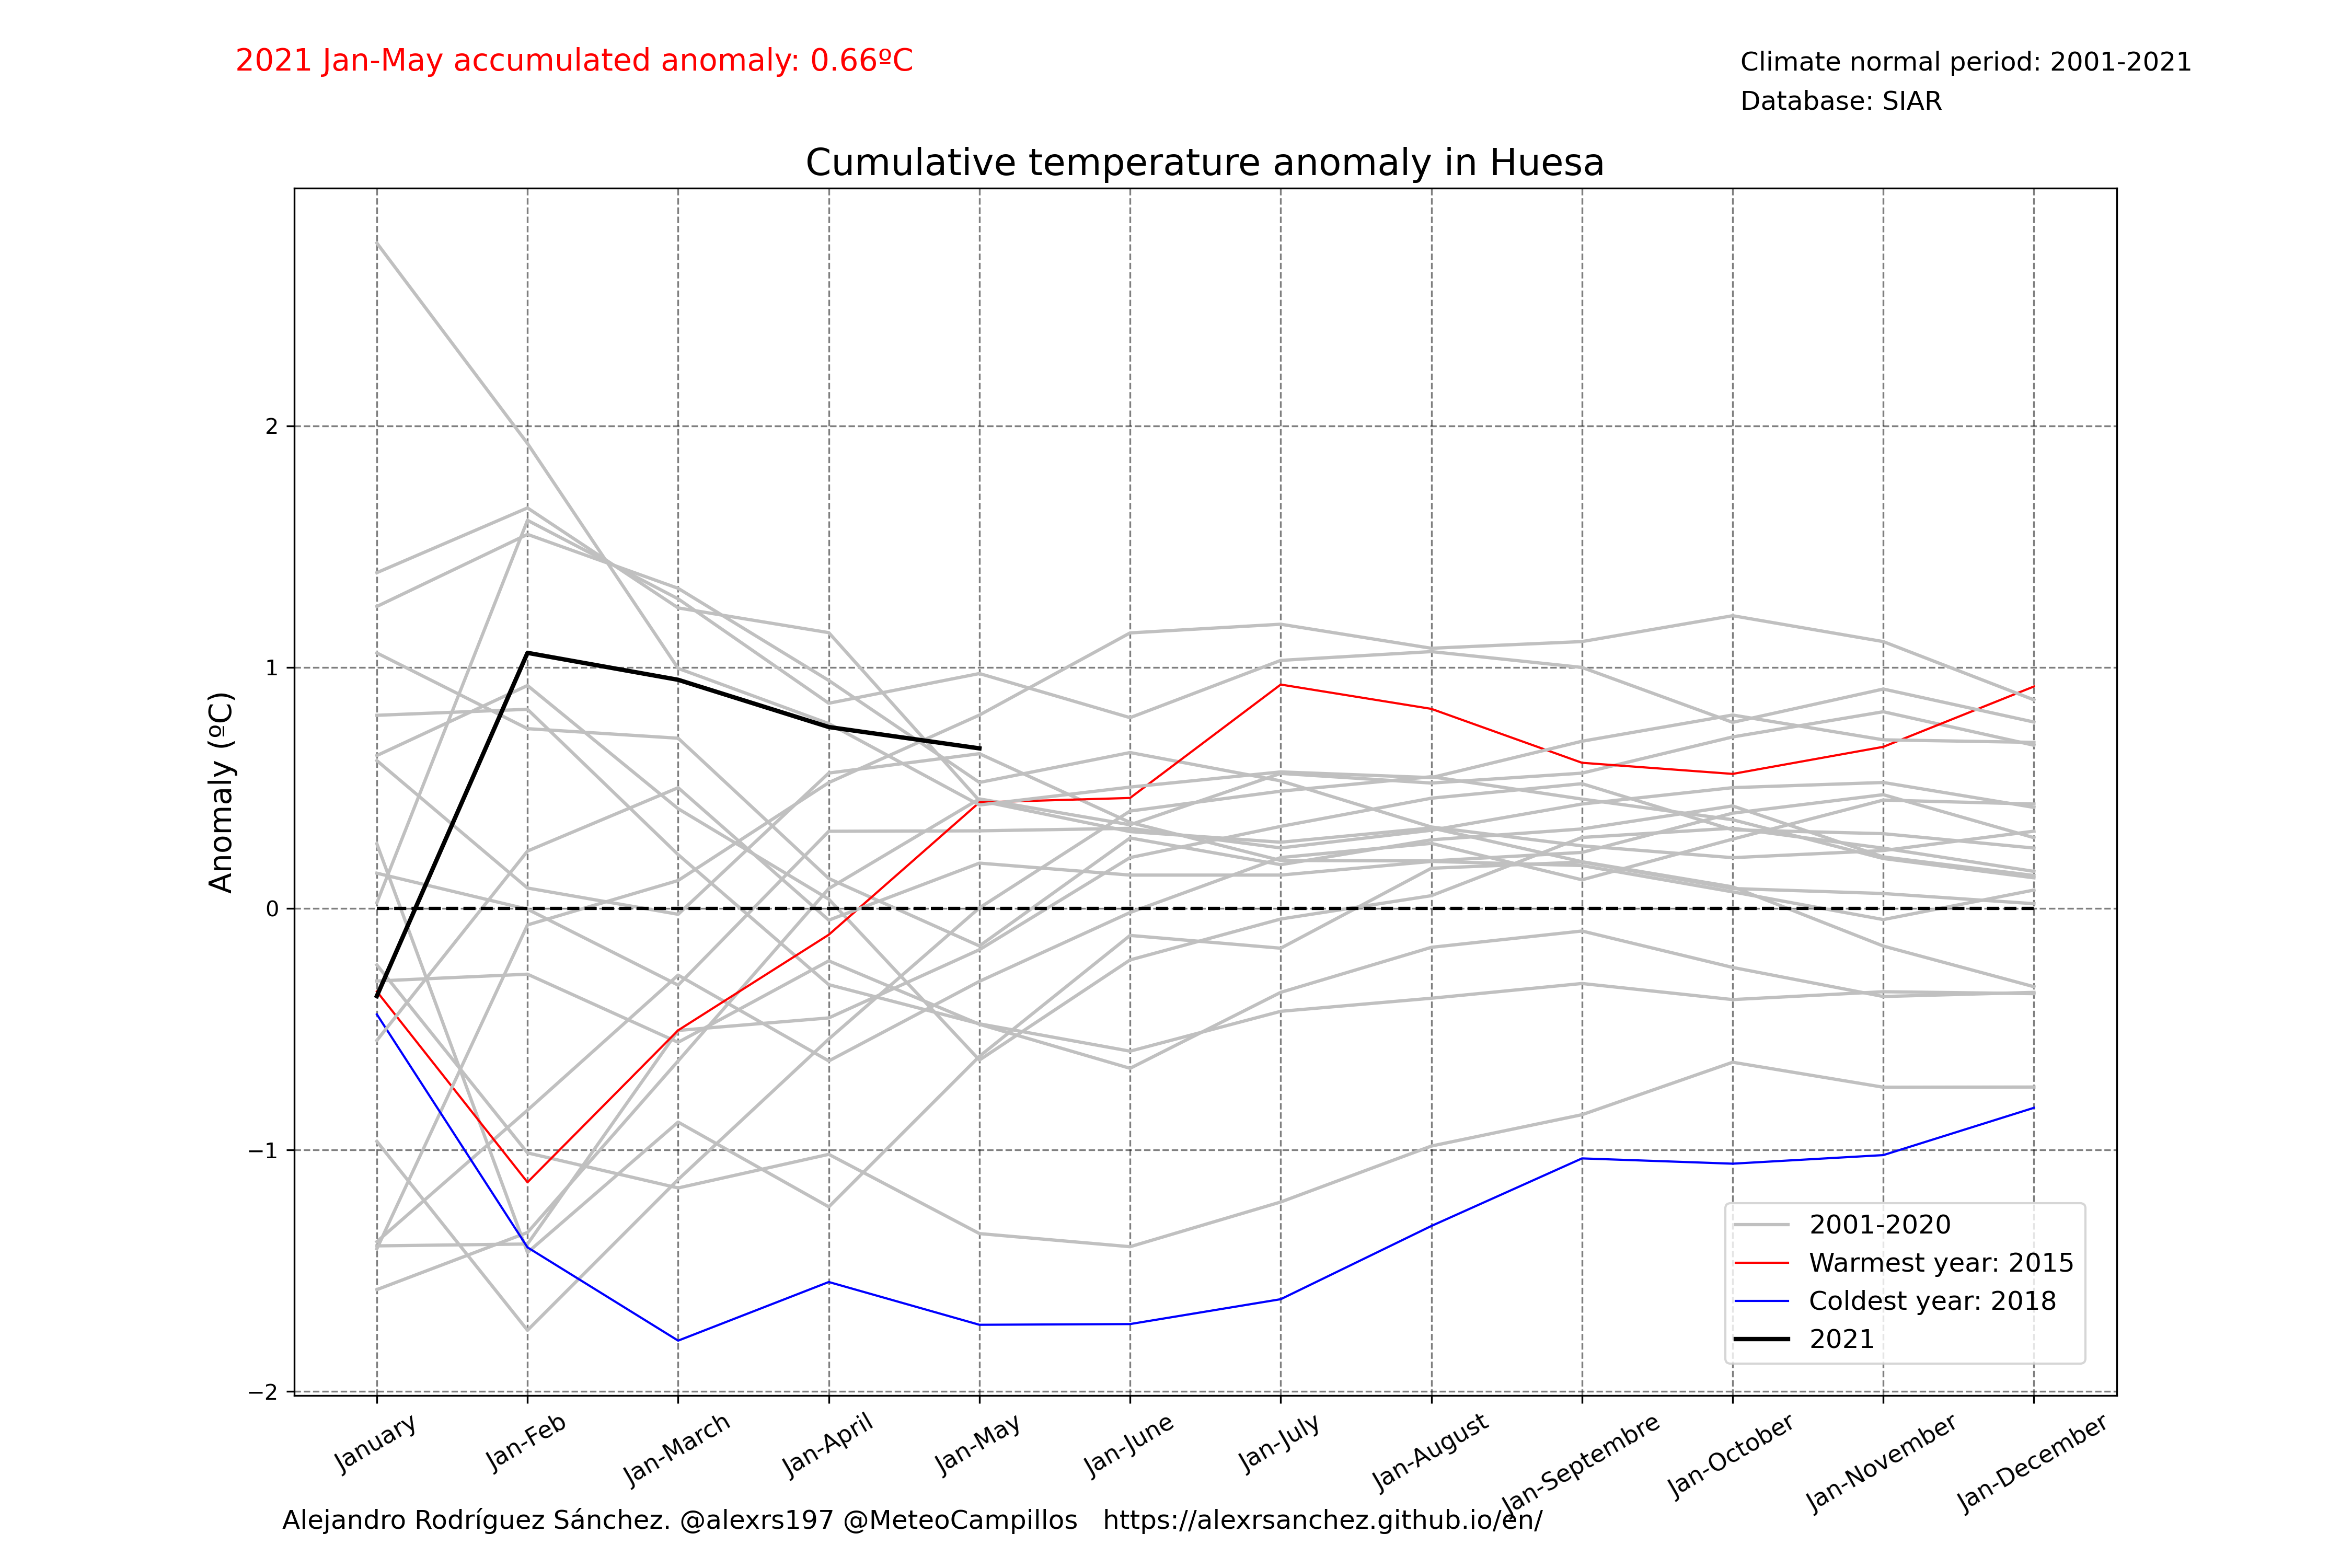 2021 Jan-May accumulated anomaly: 0.66ºC
Climate normal period: 2001-2021
Database: SIAR
Cumulative temperature anomaly in Huesa
Anomaly (ºC)
2
1
0
−1
−2
2001-2020
Warmest year: 2015
Coldest year: 2018
2021
January
Jan-Feb
Jan-March
Jan-April
Jan-May
Jan-June
Jan-July
Jan-August
Jan-Septembre
Jan-October
Jan-November
Jan-December
Alejandro Rodríguez Sánchez. @alexrs197 @MeteoCampillos https://alexrsanchez.github.io/en/